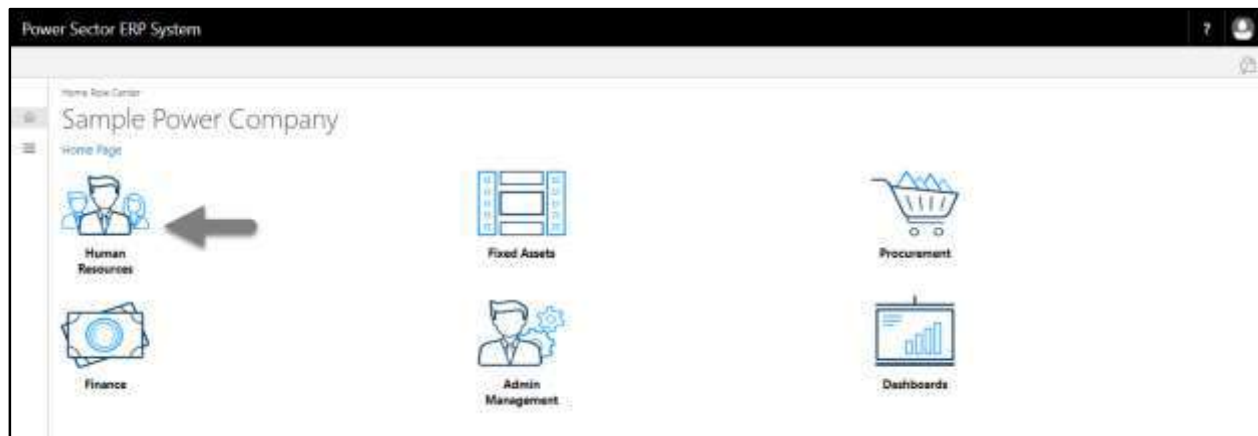 Power Sector ERP System
?
Home Role Center
Sample Power Company
Home Page
Human
Resources
Fixed Assets
Procurement
Finance
Admin
Management
Dashboards